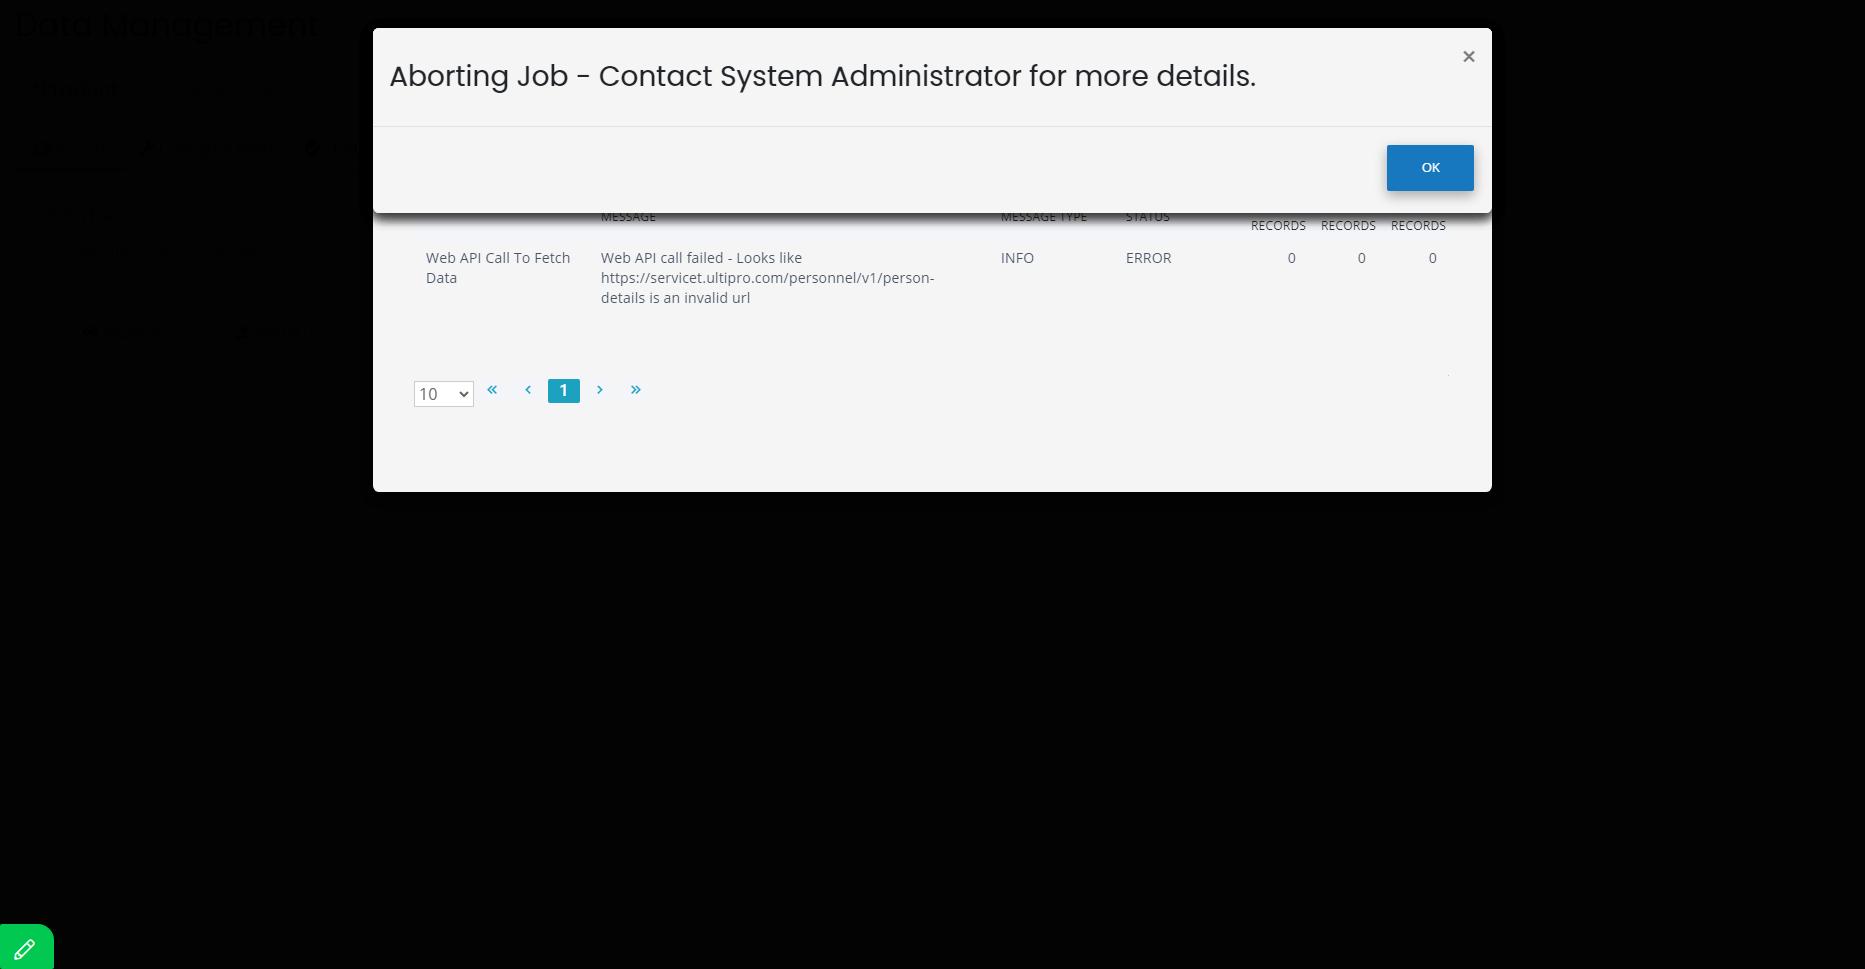 Data Management
×
Aborting Job - Contact System Administrator for more details.
OK
MESSAGE MESSAGE TYPE STATUS
RECORDS RECORDS RECORDS
Web API Call To Fetch Web API call failed - Looks like INFO ERROR 0 0 0
Data https://servicet.ultipro.com/personnel/v1/person-
details is an invalid url
10 « ‹ 1 › »